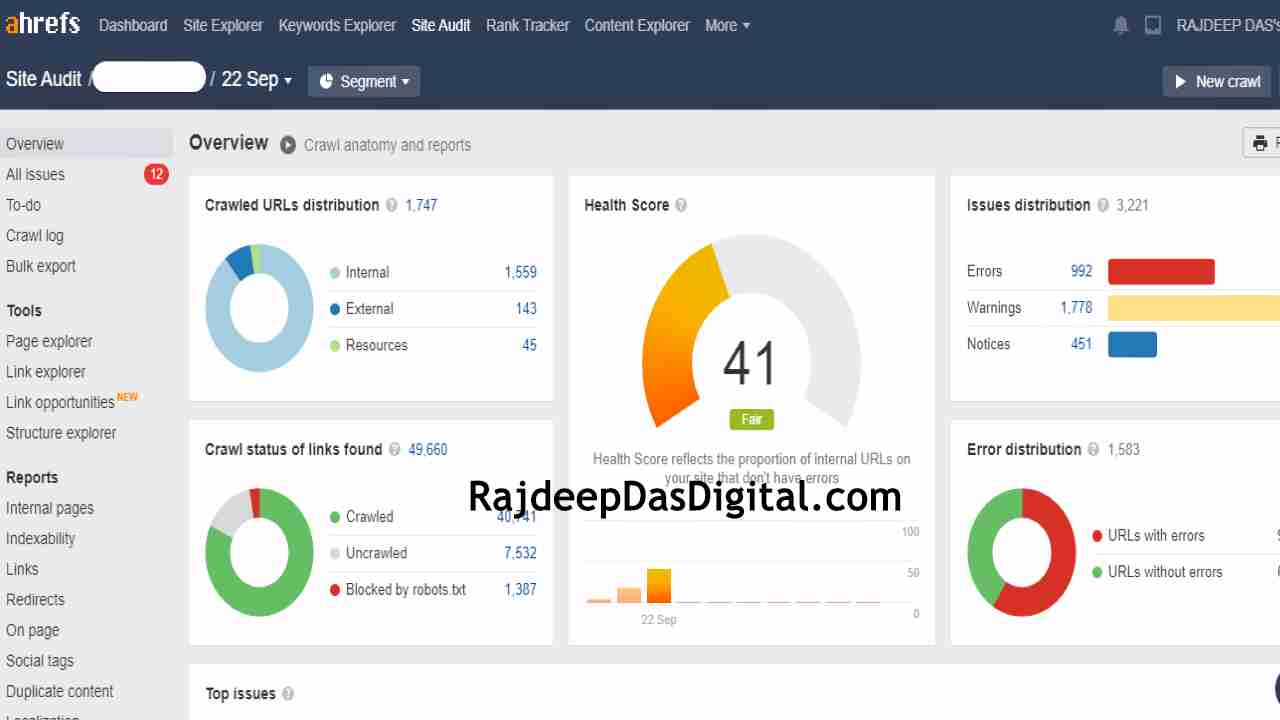 ahrefs Dashboard Site Explorer Keywords Explorer Site Audit Rank Tracker Content Explorer More RAJDEEP DAS's
Site Audit / / 22 Sep Segment New crawl
Overview
All issues 12
To-do
Crawl log
Bulk export
Tools
Page explorer
Link explorer
Link opportunities NEW
Structure explorer
Reports
Internal pages
Indexability
Links
Redirects
On page
Social tags
Duplicate content
Overview Crawl anatomy and reports
Crawled URLs distribution ? 1,747
Internal 1,559
External 143
Resources 45
Crawl status of links found ? 49,660
Crawled 40,741
Uncrawled 7,532
Blocked by robots.txt 1,387
Health Score ?
41
Fair
Health Score reflects the proportion of internal URLs on
your site that don't have errors
RajdeepDasDigital.com
100
50
0
22 Sep
Issues distribution ? 3,221
Errors 992
Warnings 1,778
Notices 451
Error distribution ? 1,583
URLs with errors
URLs without errors
Top issues ?